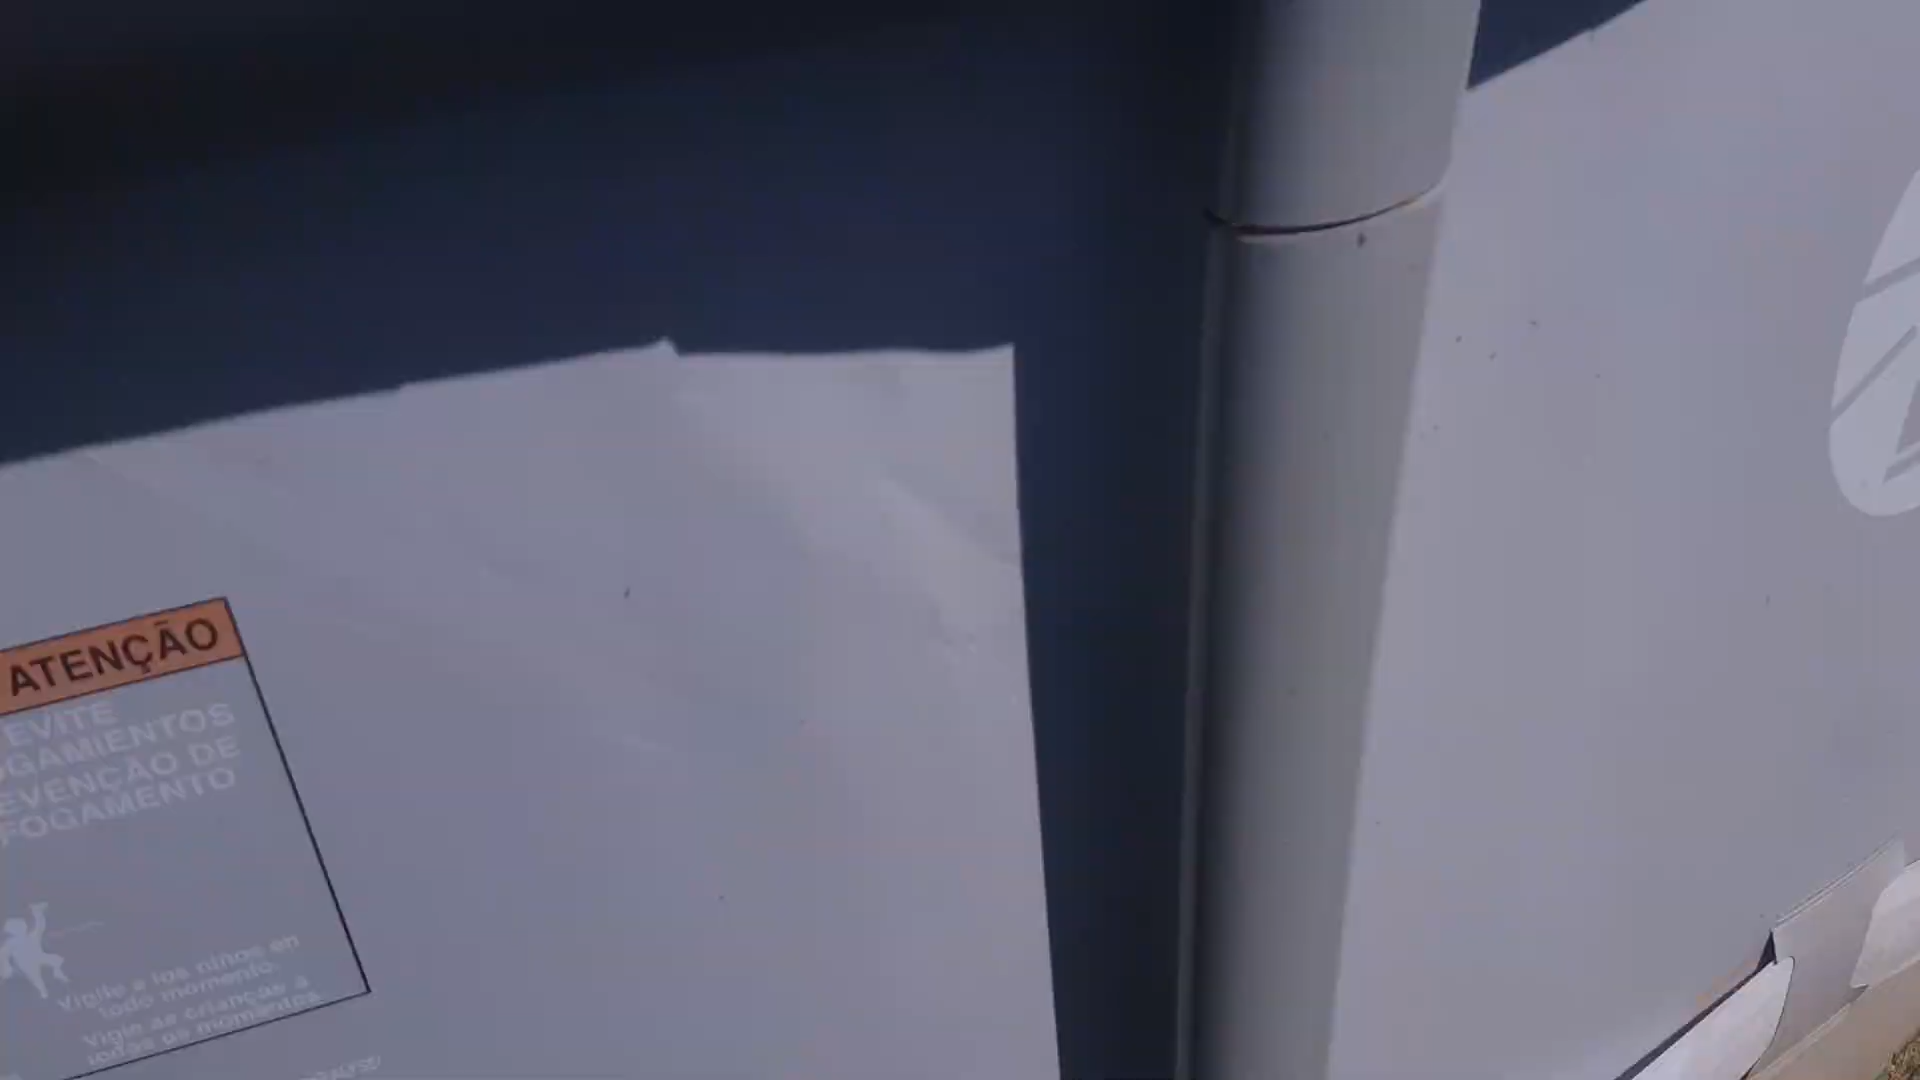 ATENÇÃO
EVITE
OGAMIENTOS
EVENÇÃO DE
FOGAMENTO
Vigile a los niños en
todo momento.
Vigie as crianças a
todos os momentos.